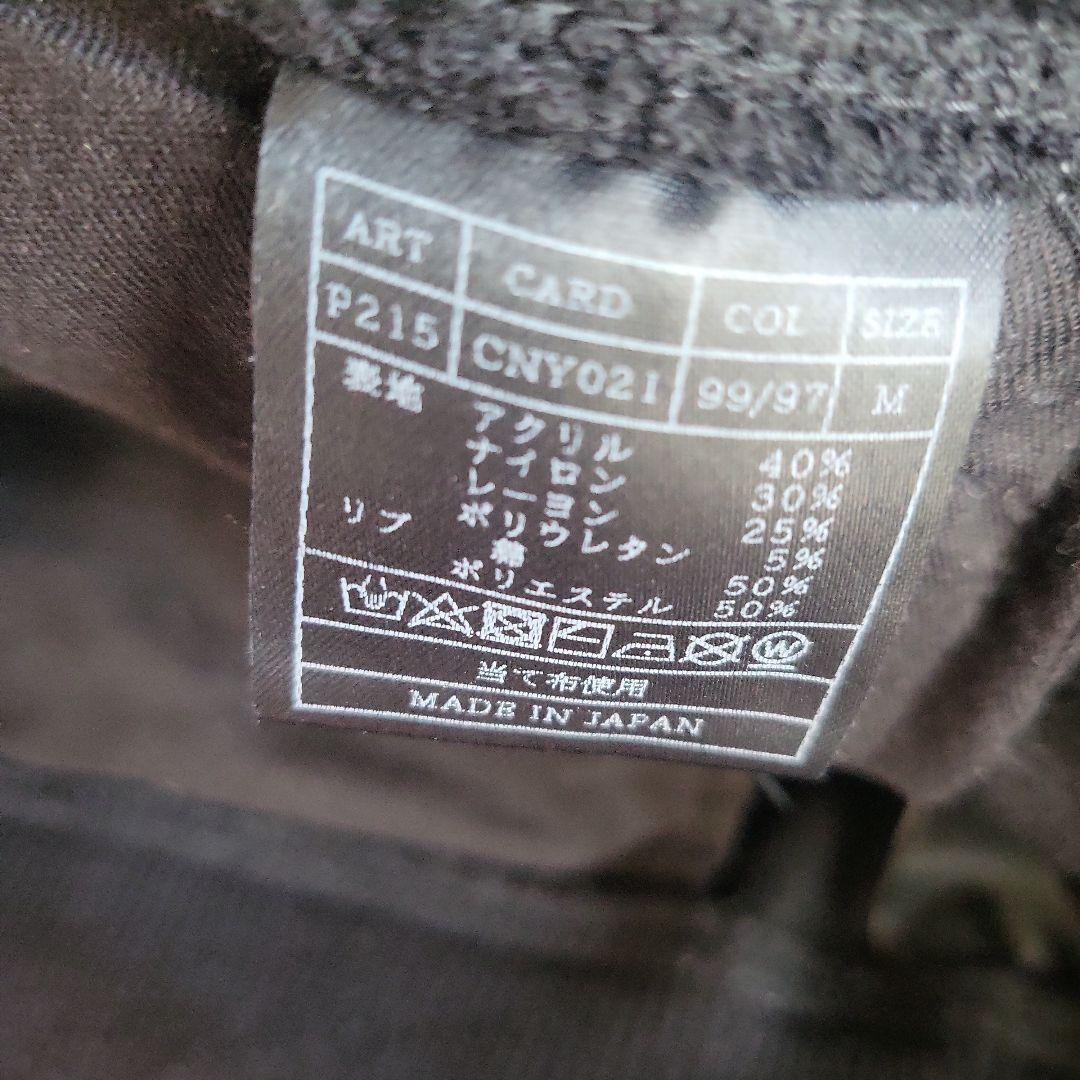 ART CARD COL SIZE
P215 CNY021 99/97 M
表地 アクリル 40%
ナイロン 30%
レーヨン 25%
ポリウレタン 5%
リブ 綿 50%
ポリエステル 50%
W
当て布使用
MADE IN JAPAN